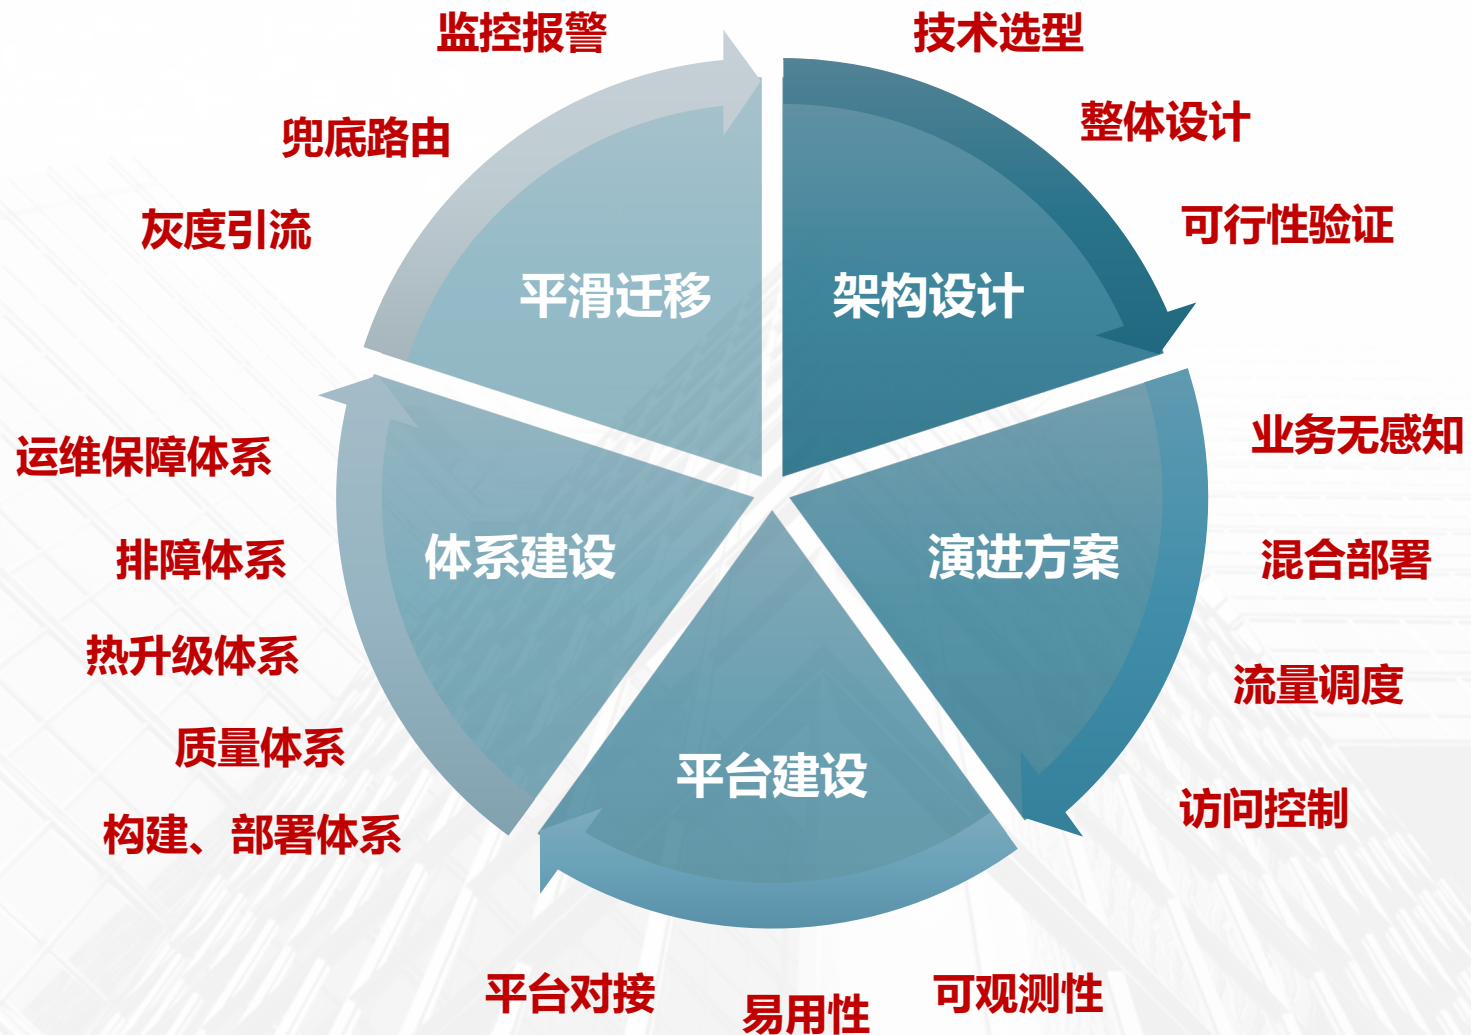 监控报警
技术选型
兜底路由
整体设计
灰度引流
可行性验证
平滑迁移
架构设计
运维保障体系
业务无感知
排障体系
体系建设
演进方案
混合部署
热升级体系
流量调度
质量体系
平台建设
访问控制
构建、部署体系
平台对接
易用性
可观测性